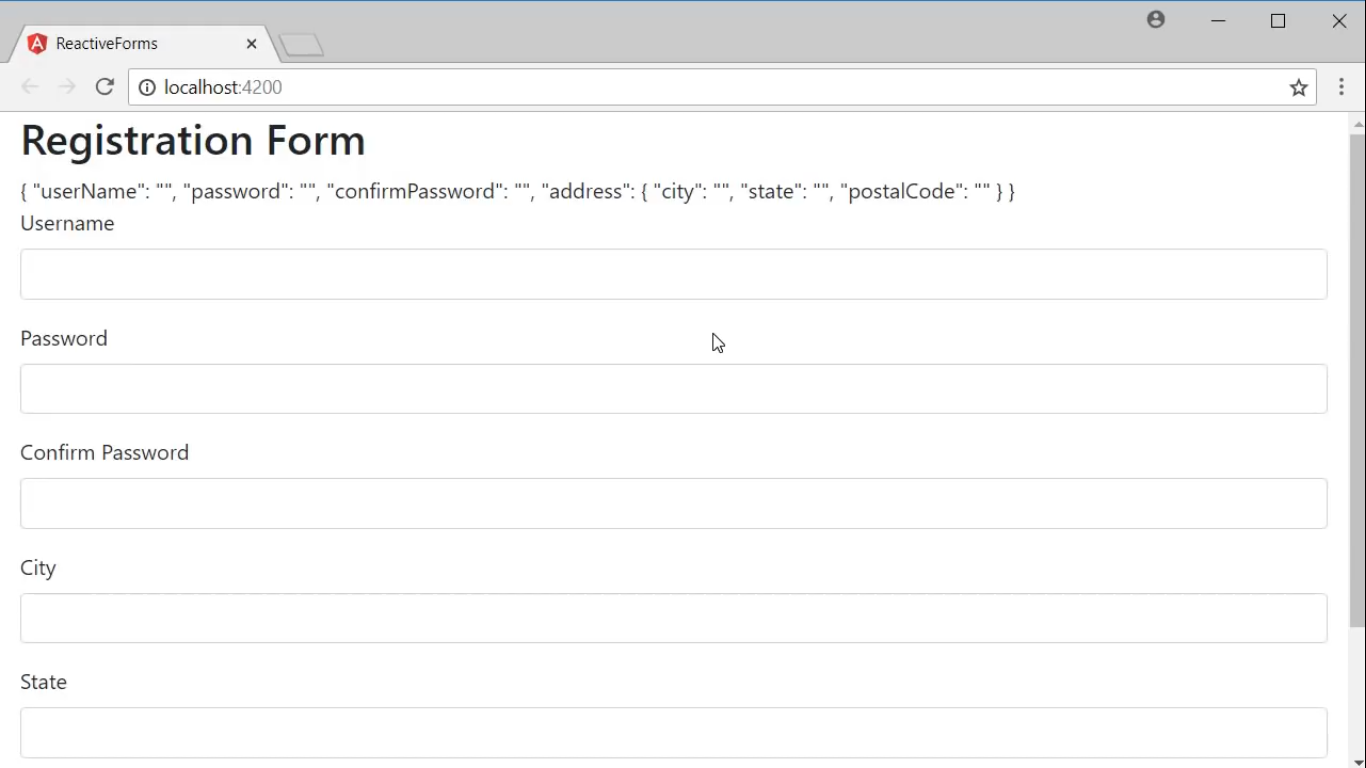 ReactiveForms
localhost:4200
Registration Form
{ "userName": "", "password": "", "confirmPassword": "", "address": { "city": "", "state": "", "postalCode": "" } }
Username
Password
Confirm Password
City
State